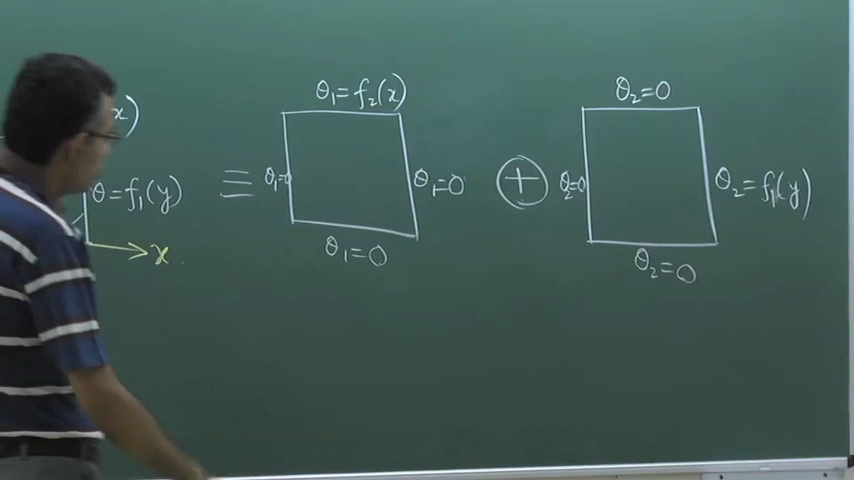 x)
θ=f₁(y)
x
≡
θ₁=f₂(x)
θ₁=0
θ₁=0
θ₁=0
+
θ₂=0
θ₂=0
θ₂=f₁(y)
θ₂=0